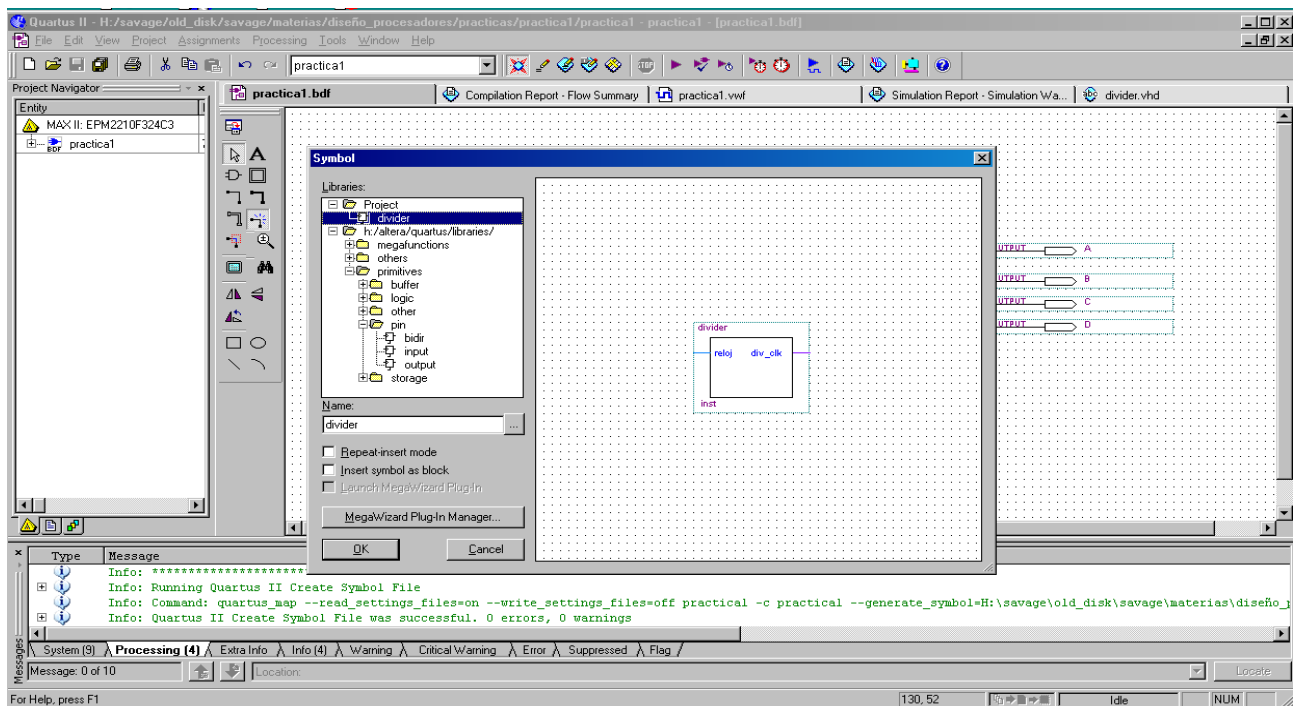 Quartus II - H:/savage/old_disk/savage/materias/diseño_procesadores/practicas/practica1/practica1 - practica1 - [practica1.bdf]
File Edit View Project Assignments Processing Tools Window Help
practica1
Project Navigator
practica1.bdf
Compilation Report - Flow Summary
practica1.vwf
Simulation Report - Simulation Wa...
divider.vhd
Entity
MAX II: EPM2210F324C3
practica1
Symbol
Libraries:
Project
divider
h:/altera/quartus/libraries/
megafunctions
others
primitives
buffer
logic
other
pin
bidir
input
output
storage
Name:
divider
...
Repeat-insert mode
Insert symbol as block
Launch MegaWizard Plug-In
MegaWizard Plug-In Manager...
OK Cancel
divider
reloj div_clk
inst
UTPUT A
UTPUT B
UTPUT C
UTPUT D
Type Message
Info: ************************
Info: Running Quartus II Create Symbol File
Info: Command: quartus_map --read_settings_files=on --write_settings_files=off practica1 -c practica1 --generate_symbol=H:\savage\old_disk\savage\materias\diseño_p
Info: Quartus II Create Symbol File was successful. 0 errors, 0 warnings
System (9) Processing (4) Extra Info Info (4) Warning Critical Warning Error Suppressed Flag
Messages
Message: 0 of 10
Location:
Locate
For Help, press F1
130, 52
Idle
NUM